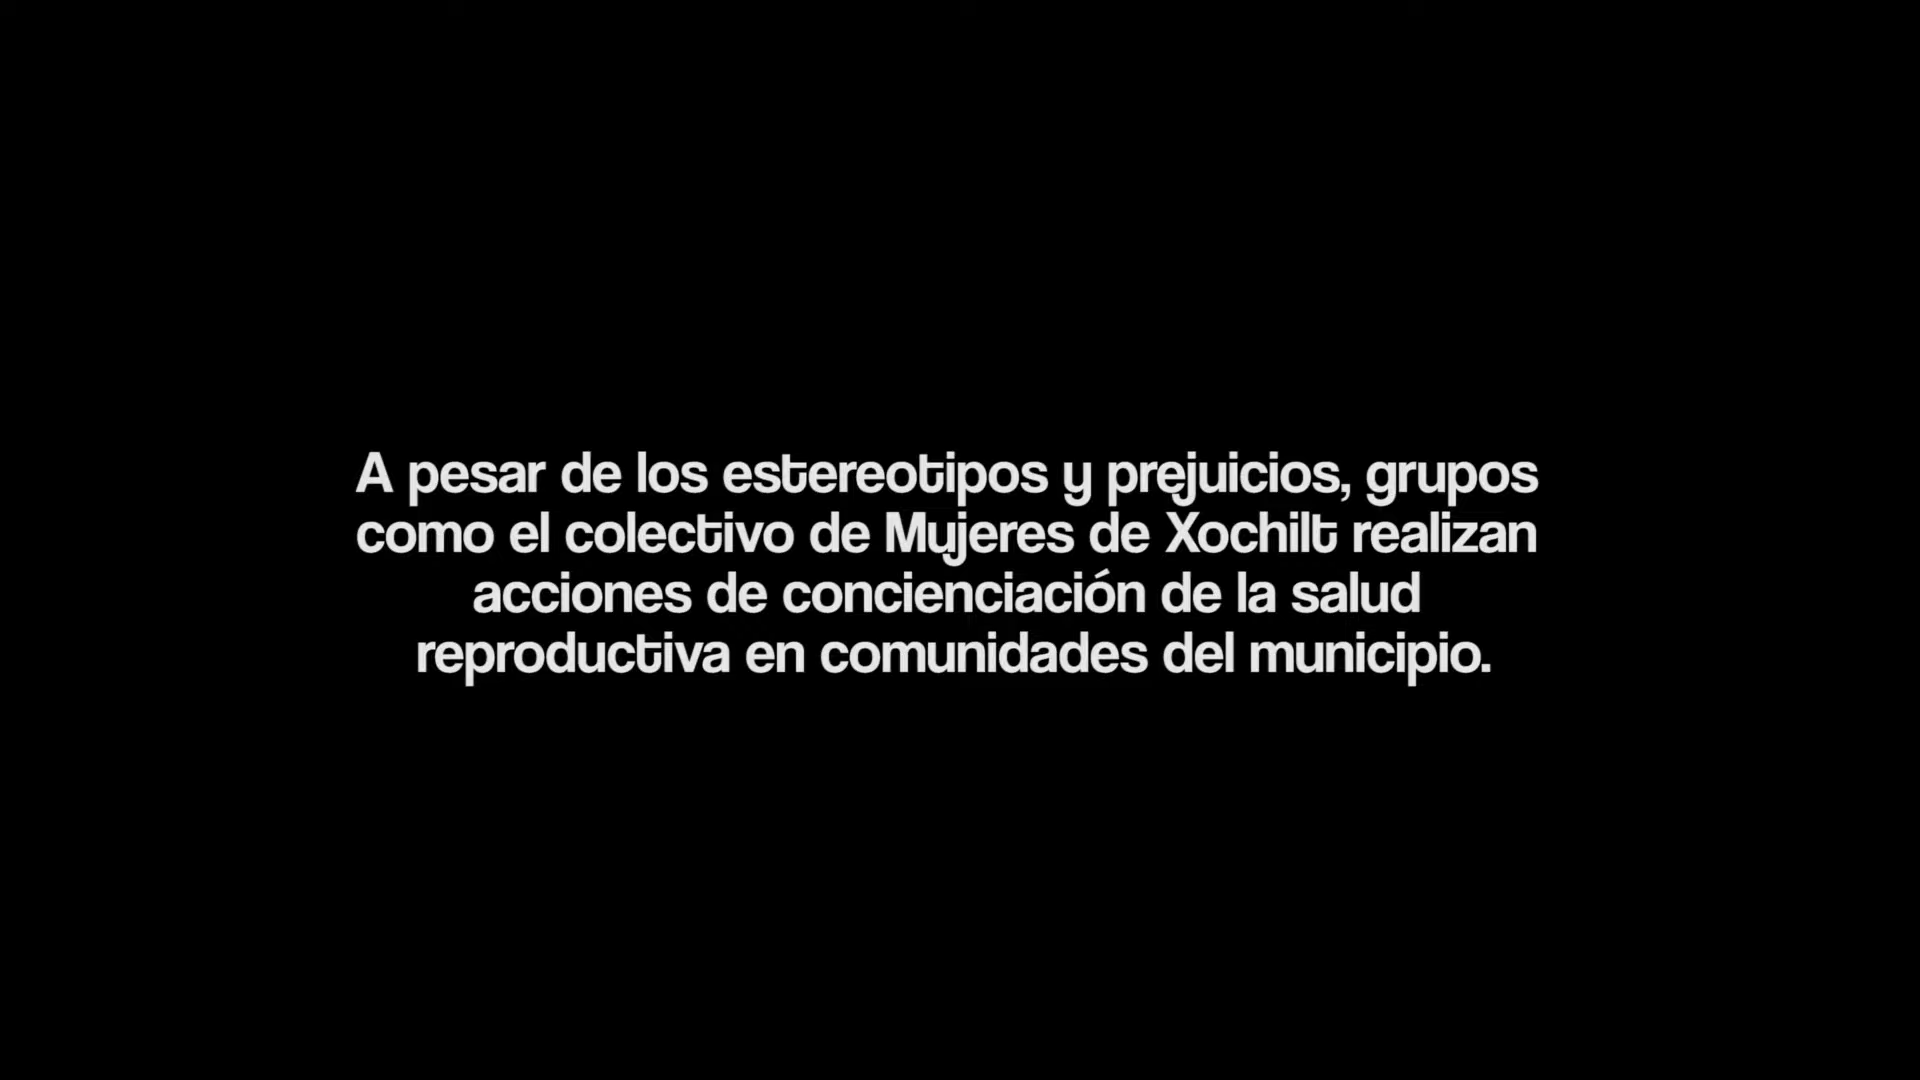 A pesar de los estereotipos y prejuicios, grupos
como el colectivo de Mujeres de Xochilt realizan
acciones de concienciación de la salud
reproductiva en comunidades del municipio.